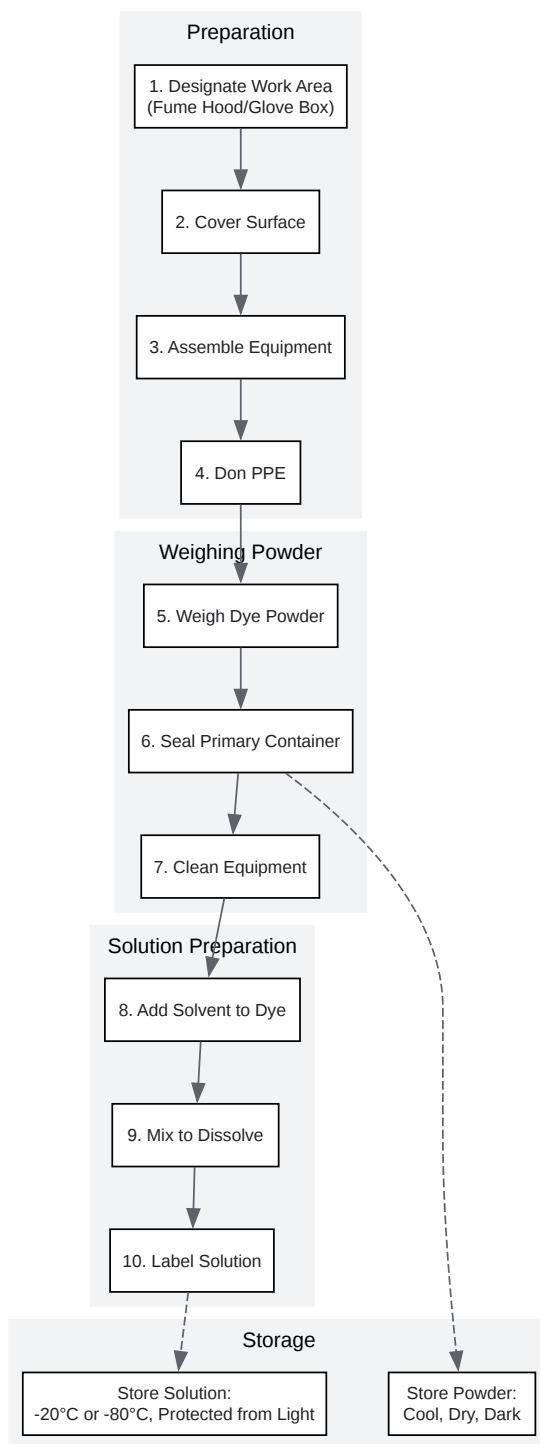 Preparation
1. Designate Work Area
(Fume Hood/Glove Box)
2. Cover Surface
3. Assemble Equipment
4. Don PPE
Weighing Powder
5. Weigh Dye Powder
6. Seal Primary Container
7. Clean Equipment
Solution Preparation
8. Add Solvent to Dye
9. Mix to Dissolve
10. Label Solution
Storage
Store Solution:
-20°C or -80°C, Protected from Light
Store Powder:
Cool, Dry, Dark